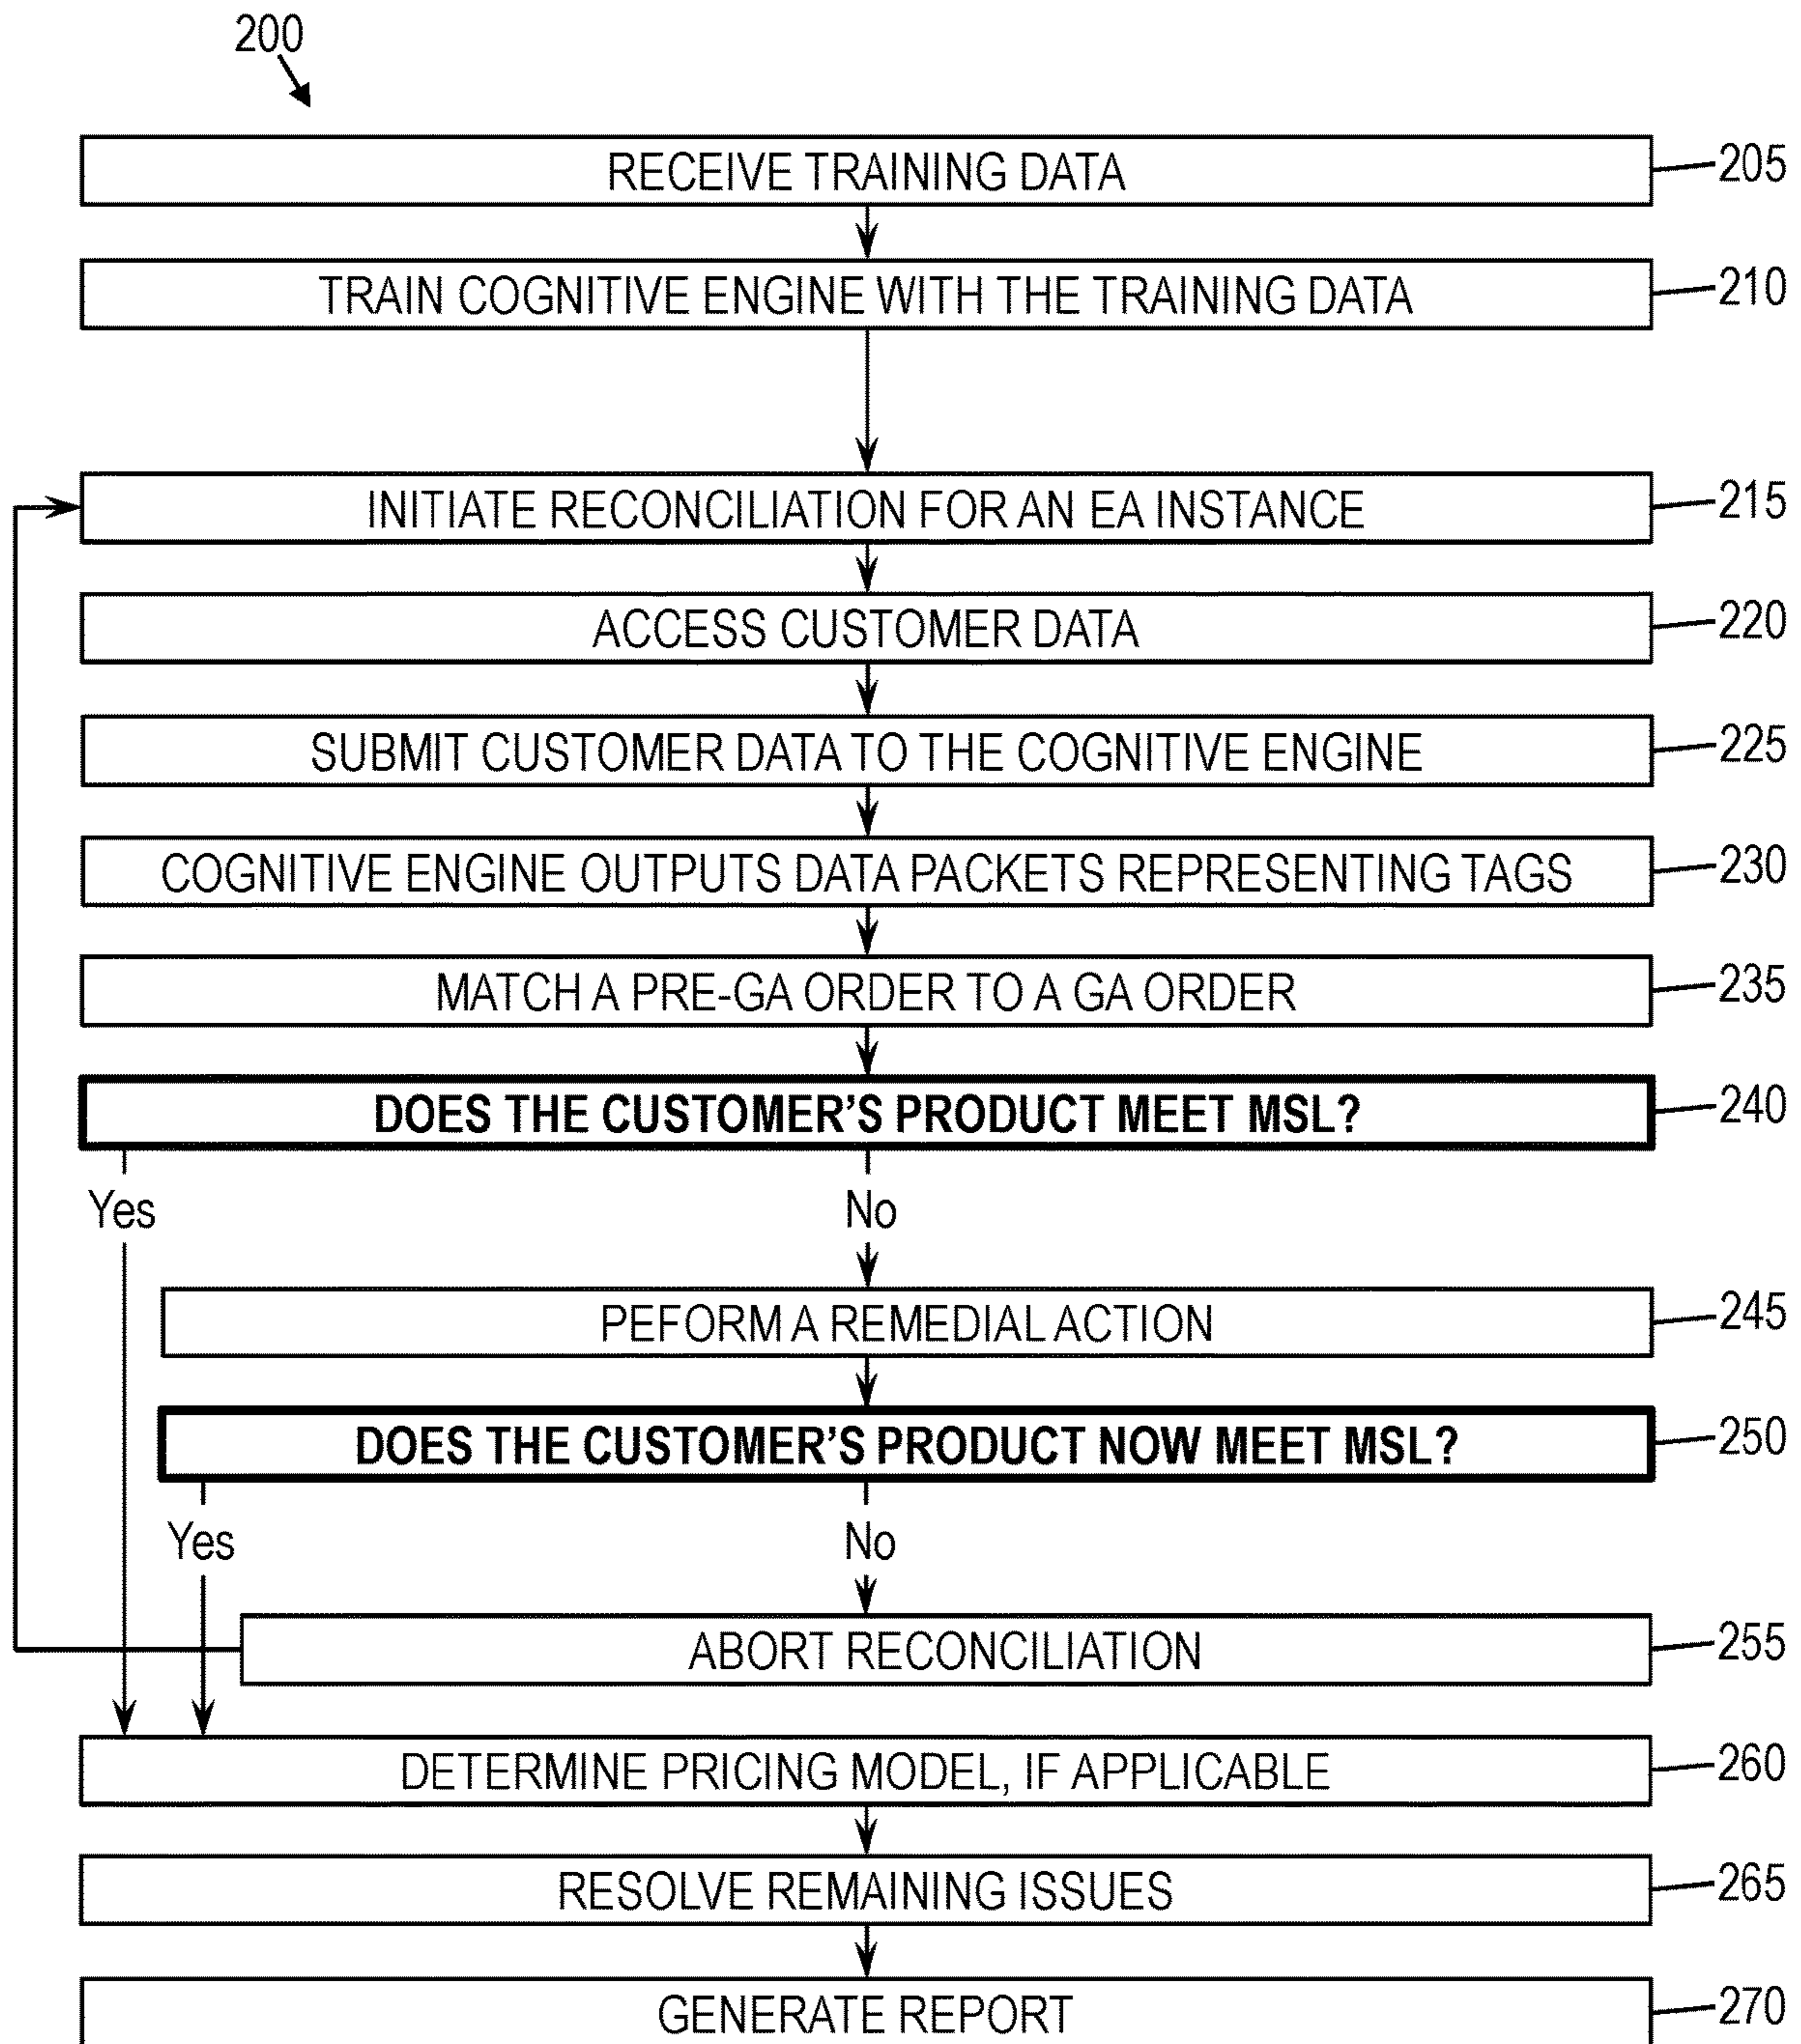 200
RECEIVE TRAINING DATA 205
TRAIN COGNITIVE ENGINE WITH THE TRAINING DATA 210
INITIATE RECONCILIATION FOR AN EA INSTANCE 215
ACCESS CUSTOMER DATA 220
SUBMIT CUSTOMER DATA TO THE COGNITIVE ENGINE 225
COGNITIVE ENGINE OUTPUTS DATA PACKETS REPRESENTING TAGS 230
MATCH A PRE-GA ORDER TO A GA ORDER 235
DOES THE CUSTOMER'S PRODUCT MEET MSL? 240
Yes No
PEFORM A REMEDIAL ACTION 245
DOES THE CUSTOMER'S PRODUCT NOW MEET MSL? 250
Yes No
ABORT RECONCILIATION 255
DETERMINE PRICING MODEL, IF APPLICABLE 260
RESOLVE REMAINING ISSUES 265
GENERATE REPORT 270